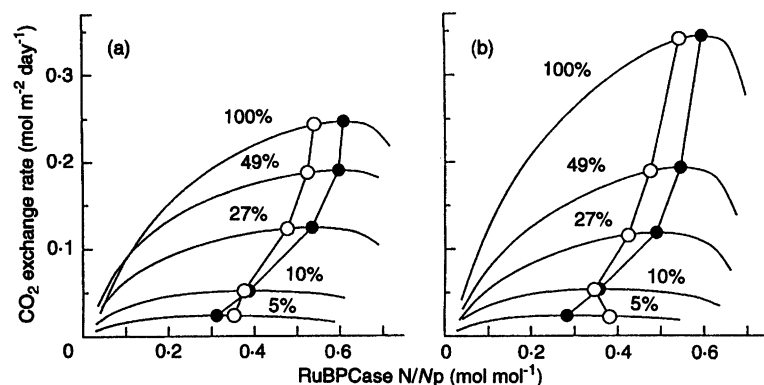 (a)
(b)
CO₂ exchange rate (mol m⁻² day⁻¹)
0·3
0·2
0·1
0
100%
49%
27%
10%
5%
100%
49%
27%
10%
5%
0 0·2 0·4 0·6 0 0·2 0·4 0·6
RuBPCase N/Np (mol mol⁻¹)